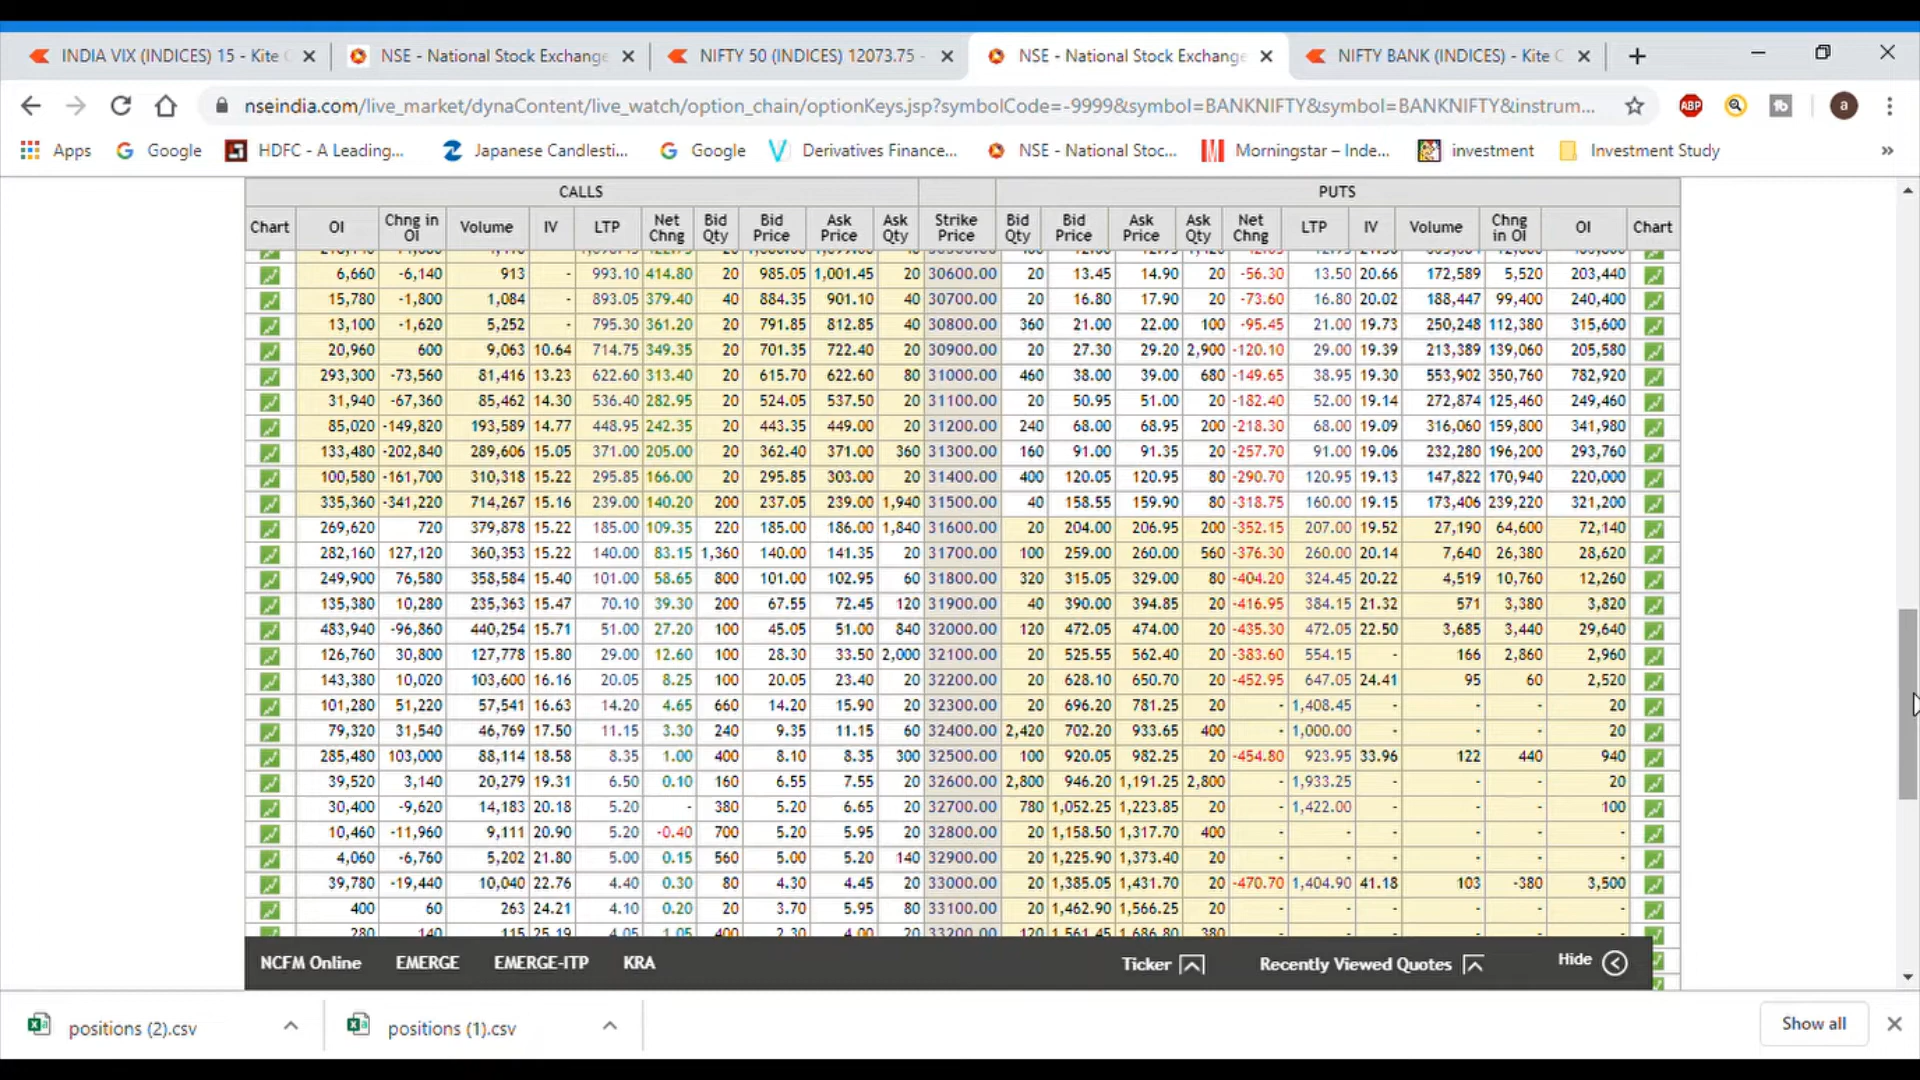 INDIA VIX (INDICES) 15 - Kite C
NSE - National Stock Exchange
NIFTY 50 (INDICES) 12073.75 -
NSE - National Stock Exchange
NIFTY BANK (INDICES) - Kite C
nseindia.com/live_market/dynaContent/live_watch/option_chain/optionKeys.jsp?symbolCode=-9999&symbol=BANKNIFTY&symbol=BANKNIFTY&instrum...
ABP
a
Apps
Google
HDFC - A Leading...
Japanese Candlesti...
Google
Derivatives Finance...
NSE - National Stoc...
Morningstar – Inde...
investment
Investment Study
»
CALLS PUTS
Chart OI Chng in OI Volume IV LTP Net Chng Bid Qty Bid Price Ask Price Ask Qty Strike Price Bid Qty Bid Price Ask Price Ask Qty Net Chng LTP IV Volume Chng in OI OI Chart
6,660 -6,140 913 - 993.10 414.80 20 985.05 1,001.45 20 30600.00 20 13.45 14.90 20 -56.30 13.50 20.66 172,589 5,520 203,440
15,780 -1,800 1,084 - 893.05 379.40 40 884.35 901.10 40 30700.00 20 16.80 17.90 20 -73.60 16.80 20.02 188,447 99,400 240,400
13,100 -1,620 5,252 - 795.30 361.20 20 791.85 812.85 40 30800.00 360 21.00 22.00 100 -95.45 21.00 19.73 250,248 112,380 315,600
20,960 600 9,063 10.64 714.75 349.35 20 701.35 722.40 20 30900.00 20 27.30 29.20 2,900 -120.10 29.00 19.39 213,389 139,060 205,580
293,300 -73,560 81,416 13.23 622.60 313.40 20 615.70 622.60 80 31000.00 460 38.00 39.00 680 -149.65 38.95 19.30 553,902 350,760 782,920
31,940 -67,360 85,462 14.30 536.40 282.95 20 524.05 537.50 20 31100.00 20 50.95 51.00 20 -182.40 52.00 19.14 272,874 125,460 249,460
85,020 -149,820 193,589 14.77 448.95 242.35 20 443.35 449.00 20 31200.00 240 68.00 68.95 200 -218.30 68.00 19.09 316,060 159,800 341,980
133,480 -202,840 289,606 15.05 371.00 205.00 20 362.40 371.00 360 31300.00 160 91.00 91.35 20 -257.70 91.00 19.06 232,280 196,200 293,760
100,580 -161,700 310,318 15.22 295.85 166.00 20 295.85 303.00 20 31400.00 400 120.05 120.95 80 -290.70 120.95 19.13 147,822 170,940 220,000
335,360 -341,220 714,267 15.16 239.00 140.20 200 237.05 239.00 1,940 31500.00 40 158.55 159.90 80 -318.75 160.00 19.15 173,406 239,220 321,200
269,620 720 379,878 15.22 185.00 109.35 220 185.00 186.00 1,840 31600.00 20 204.00 206.95 200 -352.15 207.00 19.52 27,190 64,600 72,140
282,160 127,120 360,353 15.22 140.00 83.15 1,360 140.00 141.35 20 31700.00 100 259.00 260.00 560 -376.30 260.00 20.14 7,640 26,380 28,620
249,900 76,580 358,584 15.40 101.00 58.65 800 101.00 102.95 60 31800.00 320 315.05 329.00 80 -404.20 324.45 20.22 4,519 10,760 12,260
135,380 10,280 235,363 15.47 70.10 39.30 200 67.55 72.45 120 31900.00 40 390.00 394.85 20 -416.95 384.15 21.32 571 3,380 3,820
483,940 -96,860 440,254 15.71 51.00 27.20 100 45.05 51.00 840 32000.00 120 472.05 474.00 20 -435.30 472.05 22.50 3,685 3,440 29,640
126,760 30,800 127,778 15.80 29.00 12.60 100 28.30 33.50 2,000 32100.00 20 525.55 562.40 20 -383.60 554.15 - 166 2,860 2,960
143,380 10,020 103,600 16.16 20.05 8.25 100 20.05 23.40 20 32200.00 20 628.10 650.70 20 -452.95 647.05 24.41 95 60 2,520
101,280 51,220 57,541 16.63 14.20 4.65 660 14.20 15.90 20 32300.00 20 696.20 781.25 20 - 1,408.45 - - - 20
79,320 31,540 46,769 17.50 11.15 3.30 240 9.35 11.15 60 32400.00 2,420 702.20 933.65 400 - 1,000.00 - - - 20
285,480 103,000 88,114 18.58 8.35 1.00 400 8.10 8.35 300 32500.00 100 920.05 982.25 20 -454.80 923.95 33.96 122 440 940
39,520 3,140 20,279 19.31 6.50 0.10 160 6.55 7.55 20 32600.00 2,800 946.20 1,191.25 2,800 - 1,933.25 - - - 20
30,400 -9,620 14,183 20.18 5.20 - 380 5.20 6.65 20 32700.00 780 1,052.25 1,223.85 20 - 1,422.00 - - - 100
10,460 -11,960 9,111 20.90 5.20 -0.40 700 5.20 5.95 20 32800.00 20 1,158.50 1,317.70 400 - - - - - -
4,060 -6,760 5,202 21.80 5.00 0.15 560 5.00 5.20 140 32900.00 20 1,225.90 1,373.40 20 - - - - - -
39,780 -19,440 10,040 22.76 4.40 0.30 80 4.30 4.45 20 33000.00 20 1,385.05 1,431.70 20 -470.70 1,404.90 41.18 103 -380 3,500
400 60 263 24.21 4.10 0.20 20 3.70 5.95 80 33100.00 20 1,462.90 1,566.25 20 - - - - - -
280 140 115 25.19 4.05 1.05 400 2.30 4.00 20 33200.00 120 1,561.45 1,686.80 380 - - - - - -
NCFM Online EMERGE EMERGE-ITP KRA Ticker Recently Viewed Quotes Hide
positions (2).csv positions (1).csv Show all